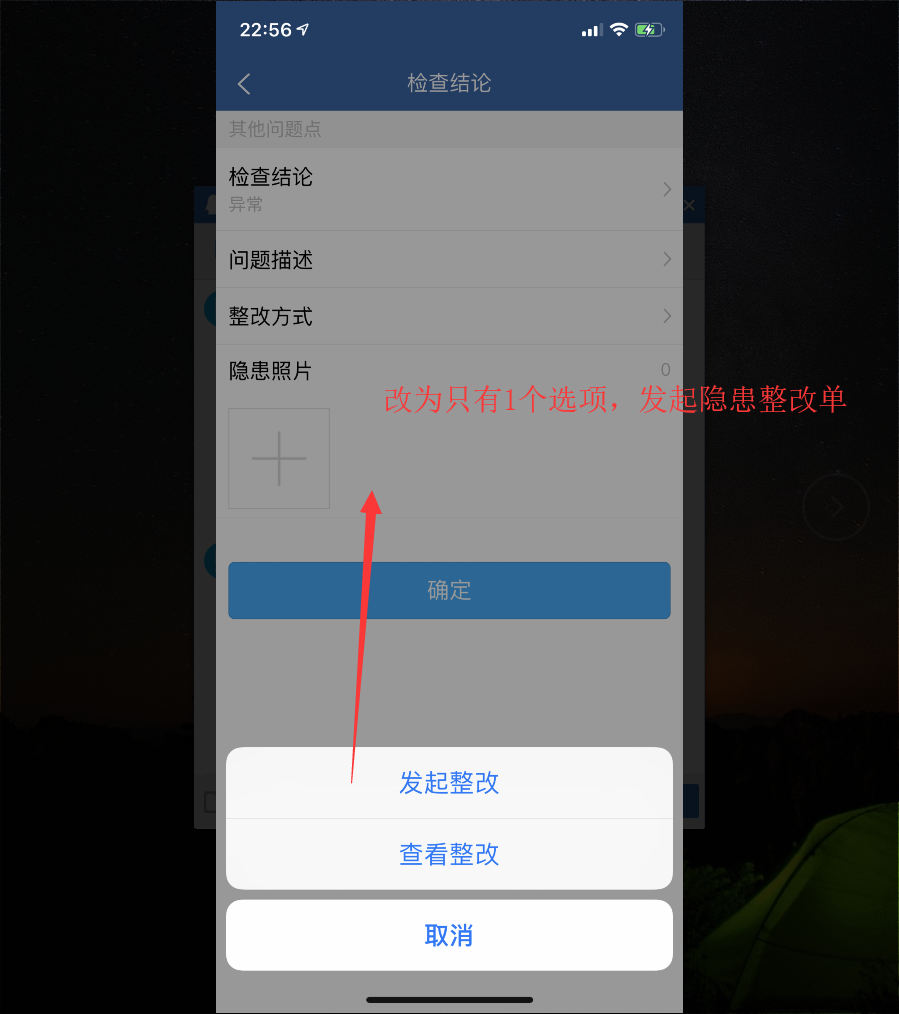 22:56
检查结论
其他问题点
检查结论
异常
问题描述
整改方式
隐患照片
0
改为只有1个选项，发起隐患整改单
确定
发起整改
查看整改
取消